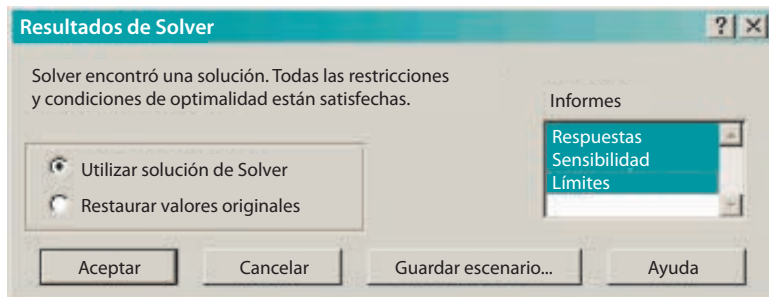 Resultados de Solver
? ×
Solver encontró una solución. Todas las restricciones
y condiciones de optimalidad están satisfechas.
Informes
Respuestas
Sensibilidad
Límites
Utilizar solución de Solver
Restaurar valores originales
Aceptar
Cancelar
Guardar escenario...
Ayuda